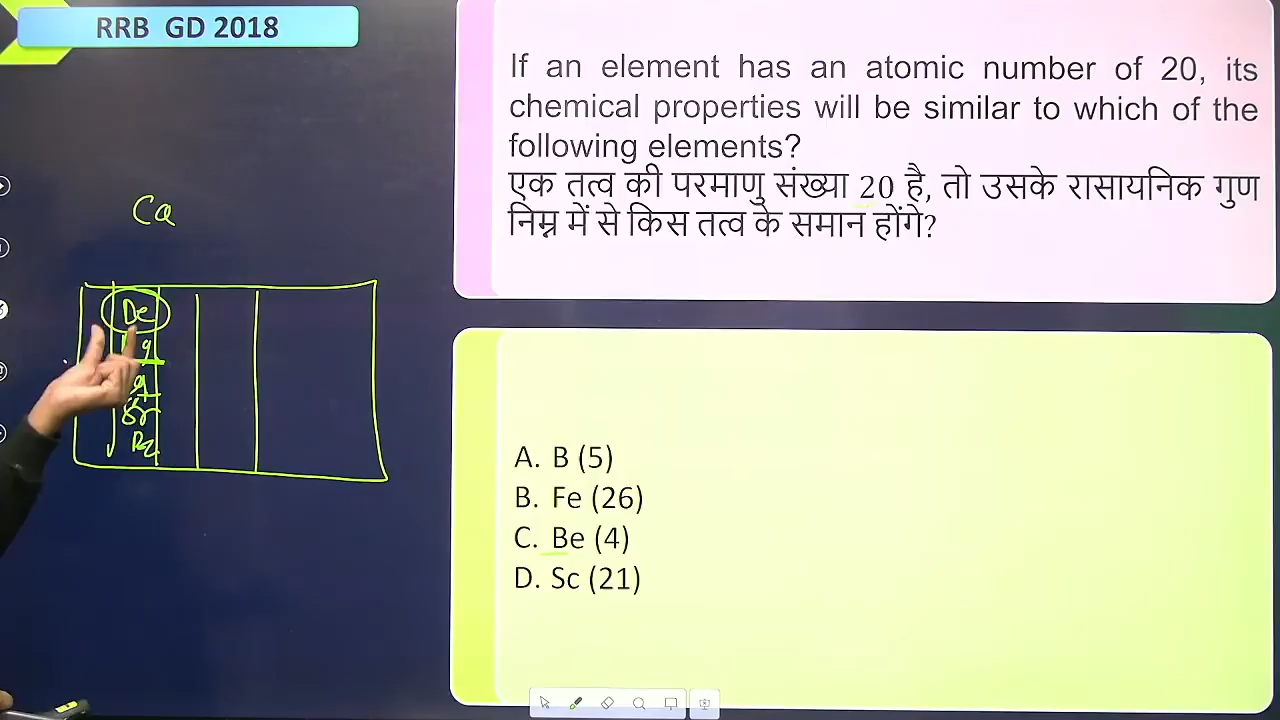 RRB GD 2018
If an element has an atomic number of 20, its
chemical properties will be similar to which of the
following elements?
एक तत्व की परमाणु संख्या 20 है, तो उसके रासायनिक गुण
निम्न में से किस तत्व के समान होंगे?
Ca
Be
Sr
A. B (5)
B. Fe (26)
C. Be (4)
D. Sc (21)